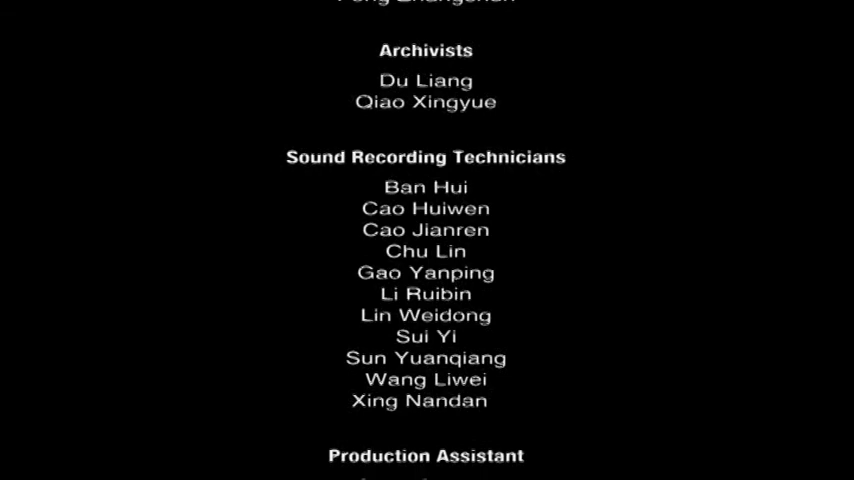 Archivists
Du Liang
Qiao Xingyue
Sound Recording Technicians
Ban Hui
Cao Huiwen
Cao Jianren
Chu Lin
Gao Yanping
Li Ruibin
Lin Weidong
Sui Yi
Sun Yuanqiang
Wang Liwei
Xing Nandan
Production Assistant